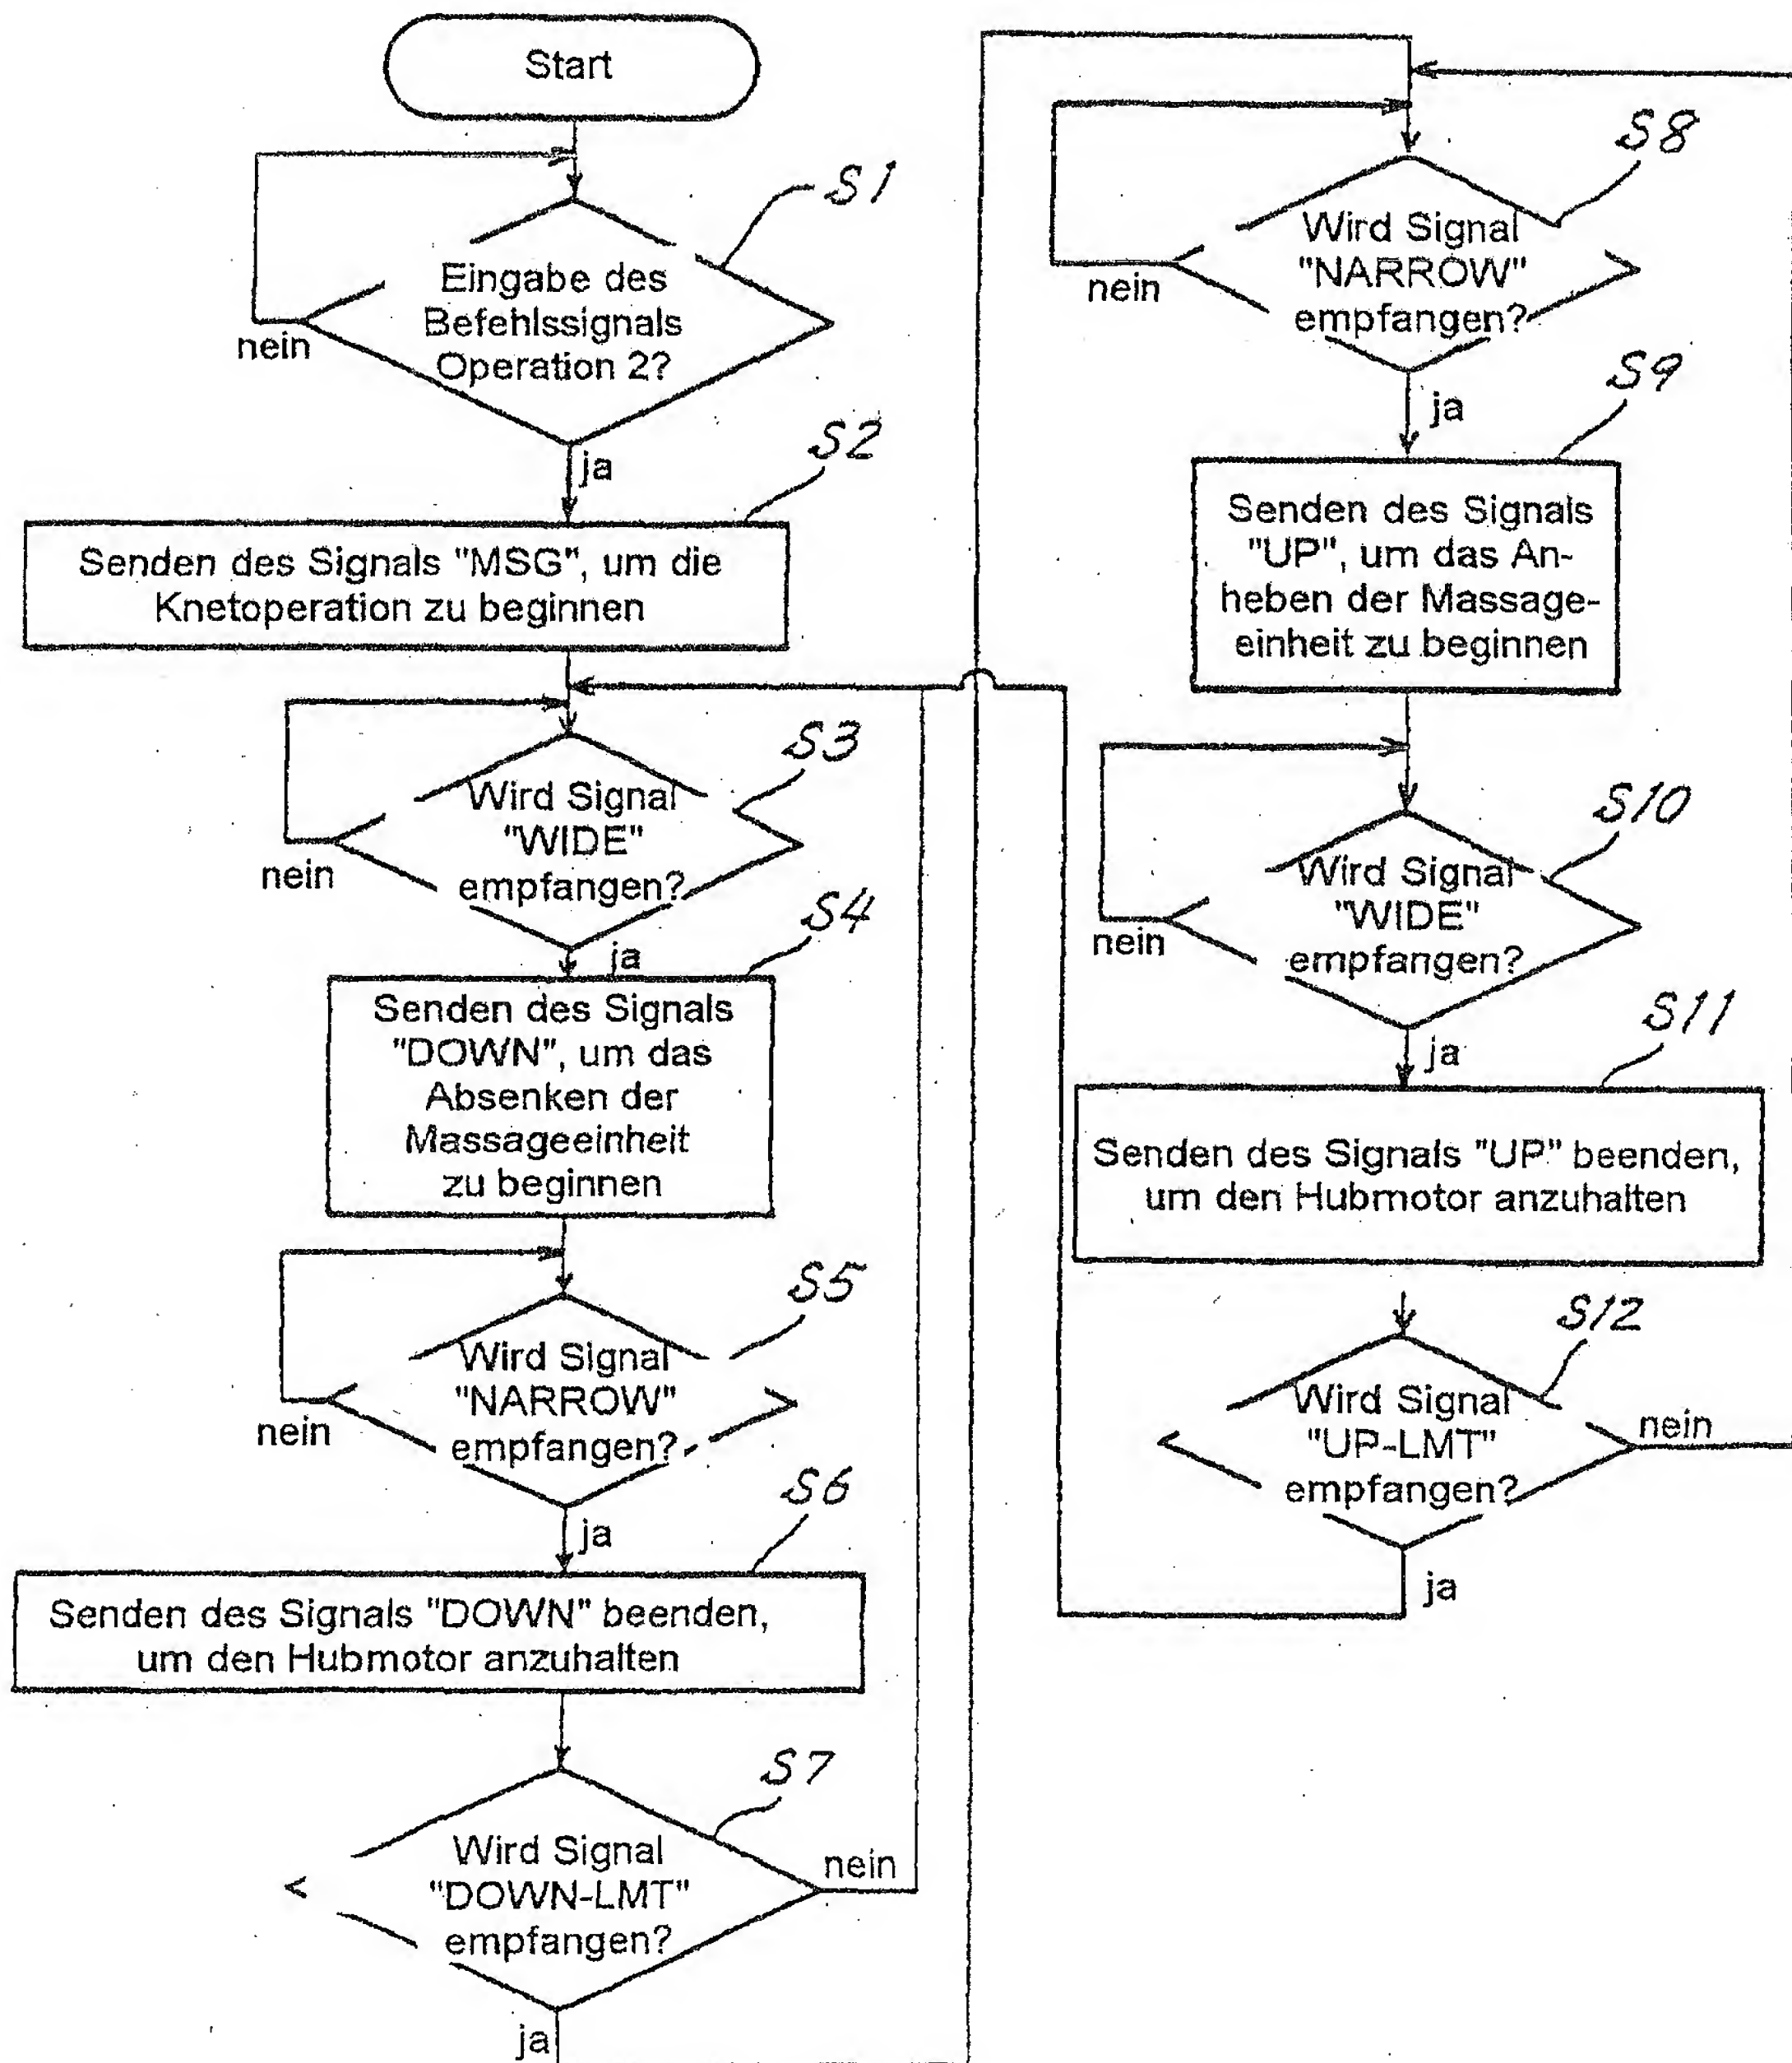 Start
S1
Eingabe des
Befehlssignals
Operation 2?
nein
ja
S2
Senden des Signals "MSG", um die
Knetoperation zu beginnen
S3
Wird Signal
"WIDE"
empfangen?
nein
ja
S4
Senden des Signals
"DOWN", um das
Absenken der
Massageeinheit
zu beginnen
S5
Wird Signal
"NARROW"
empfangen?
nein
ja
S6
Senden des Signals "DOWN" beenden,
um den Hubmotor anzuhalten
S7
Wird Signal
"DOWN-LMT"
empfangen?
nein
ja
S8
Wird Signal
"NARROW"
empfangen?
nein
ja
S9
Senden des Signals
"UP", um das An-
heben der Massage-
einheit zu beginnen
S10
Wird Signal
"WIDE"
empfangen?
nein
ja
S11
Senden des Signals "UP" beenden,
um den Hubmotor anzuhalten
S12
Wird Signal
"UP-LMT"
empfangen?
nein
ja